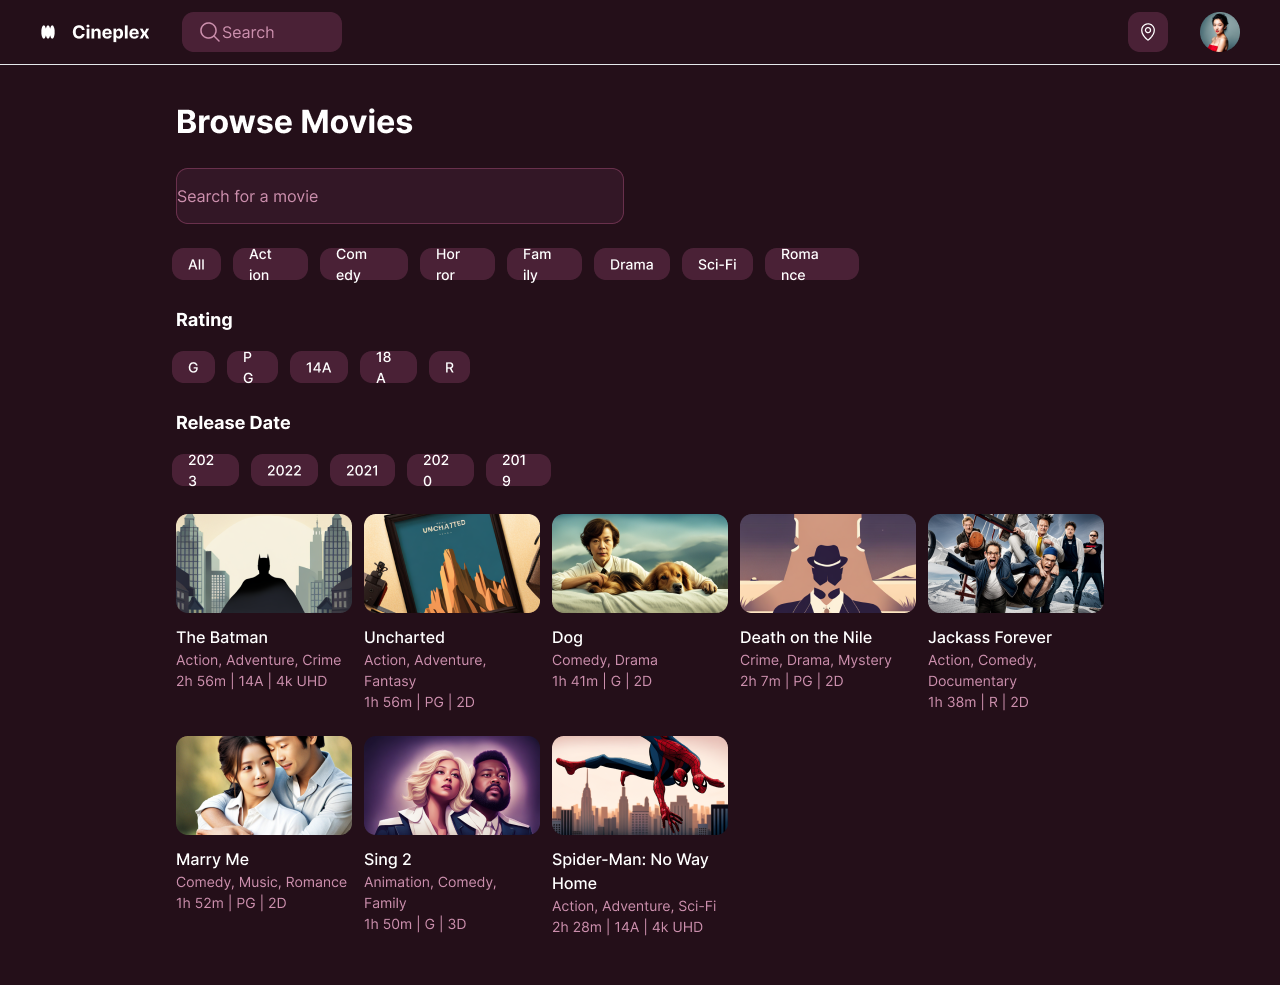 Cineplex
Search
Browse Movies
Search for a movie
All
Act
ion
Com
edy
Hor
ror
Fam
ily
Drama
Sci-Fi
Roma
nce
Rating
G
P
G
14A
18
A
R
Release Date
202
3
2022
2021
202
0
201
9
UNCHATTED
The Batman
Action, Adventure, Crime
2h 56m | 14A | 4k UHD
Uncharted
Action, Adventure,
Fantasy
1h 56m | PG | 2D
Dog
Comedy, Drama
1h 41m | G | 2D
Death on the Nile
Crime, Drama, Mystery
2h 7m | PG | 2D
Jackass Forever
Action, Comedy,
Documentary
1h 38m | R | 2D
Marry Me
Comedy, Music, Romance
1h 52m | PG | 2D
Sing 2
Animation, Comedy,
Family
1h 50m | G | 3D
Spider-Man: No Way
Home
Action, Adventure, Sci-Fi
2h 28m | 14A | 4k UHD